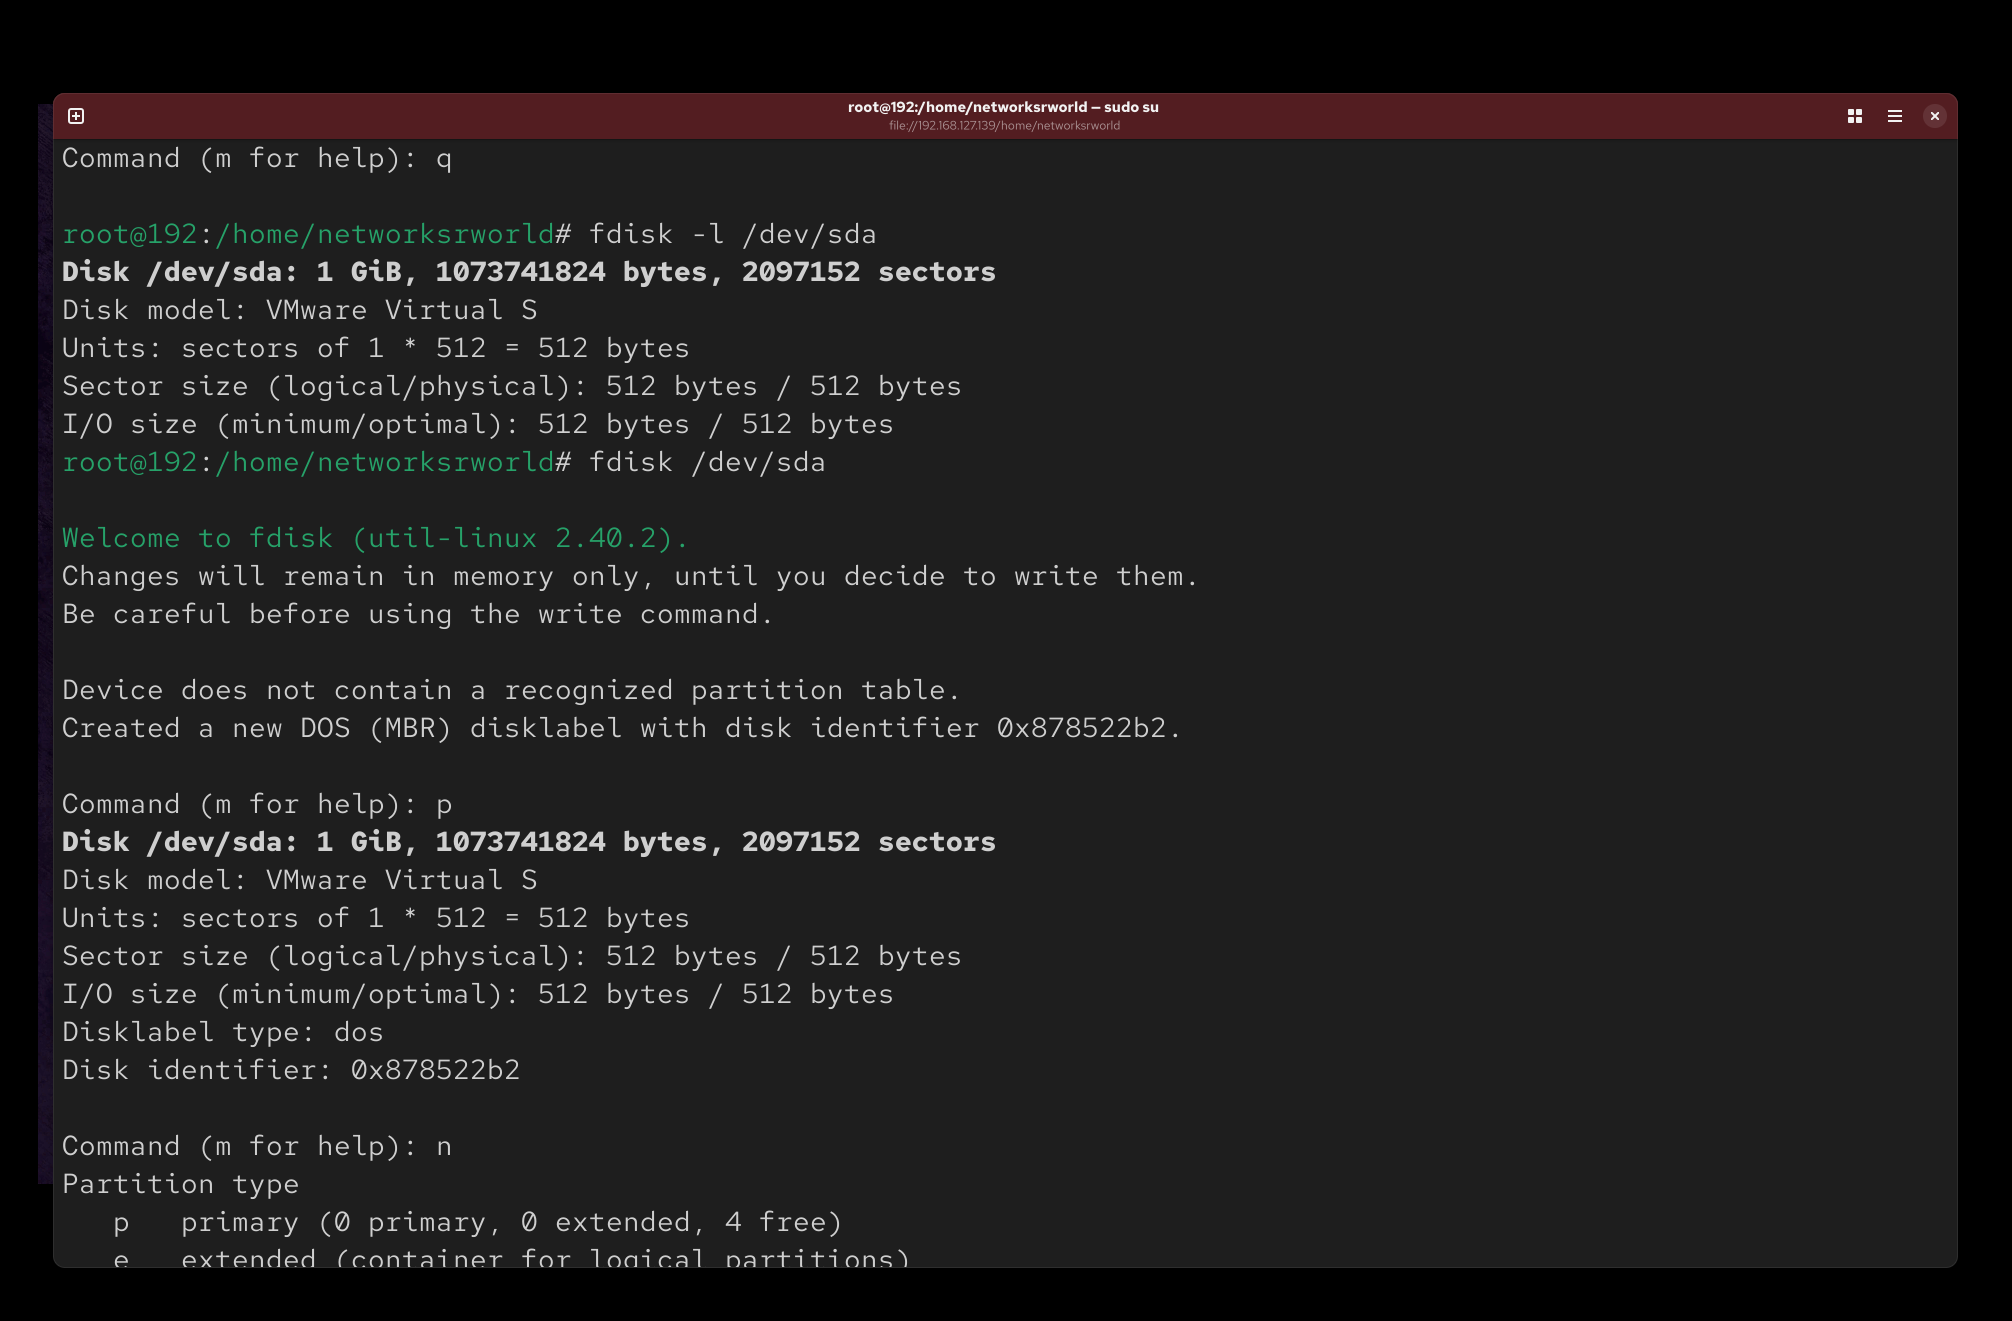 root@192:/home/networksrworld — sudo su
file://192.168.127.139/home/networksrworld
Command (m for help): q
root@192:/home/networksrworld# fdisk -l /dev/sda
Disk /dev/sda: 1 GiB, 1073741824 bytes, 2097152 sectors
Disk model: VMware Virtual S
Units: sectors of 1 * 512 = 512 bytes
Sector size (logical/physical): 512 bytes / 512 bytes
I/O size (minimum/optimal): 512 bytes / 512 bytes
root@192:/home/networksrworld# fdisk /dev/sda
Welcome to fdisk (util-linux 2.40.2).
Changes will remain in memory only, until you decide to write them.
Be careful before using the write command.
Device does not contain a recognized partition table.
Created a new DOS (MBR) disklabel with disk identifier 0x878522b2.
Command (m for help): p
Disk /dev/sda: 1 GiB, 1073741824 bytes, 2097152 sectors
Disk model: VMware Virtual S
Units: sectors of 1 * 512 = 512 bytes
Sector size (logical/physical): 512 bytes / 512 bytes
I/O size (minimum/optimal): 512 bytes / 512 bytes
Disklabel type: dos
Disk identifier: 0x878522b2
Command (m for help): n
Partition type
p   primary (0 primary, 0 extended, 4 free)
e   extended (container for logical partitions)